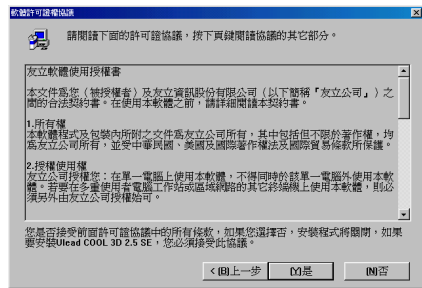 軟體許可證權協議
請閱讀下面的許可證協議，按下頁鍵閱讀協議的其它部分。
友立軟體使用授權書
本文件為您（被授權者）及友立資訊股份有限公司（以下簡稱『友立公司』）之
間的合法契約書。在使用本軟體之前，請詳細閱讀本契約書。
1.所有權
本軟體程式及包裝內所附之文件為友立公司所有，其中包括但不限於著作權，均
為友立公司所有，並受中華民國、美國及國際著作權法及國際貿易條款所保護。
2.授權使用權
友立公司授權您：在單一電腦上使用本軟體，不得同時於該單一電腦外使用本軟
體。若要在多重使用者電腦工作站或區域網路的其它終端機上使用本軟體，則必
須另外由友立公司授權始可。
您是否接受前面許可證協議中的所有條款，如果您選擇否，安裝程式將關閉，如果
要安裝Ulead COOL 3D 2.5 SE，您必須接受此協議。
< (B)上一步
(Y)是
(N)否